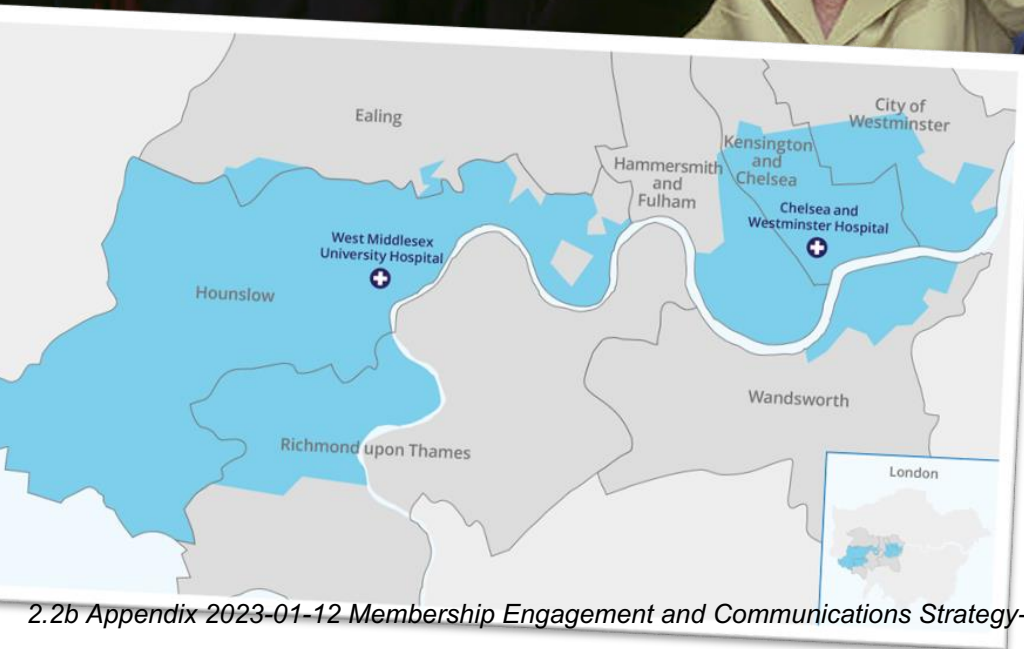 Ealing
City of
Westminster
Kensington
and
Chelsea
Hammersmith
and
Fulham
Chelsea and
Westminster Hospital
West Middlesex
University Hospital
Hounslow
Wandsworth
Richmond upon Thames
London
2.2b Appendix 2023-01-12 Membership Engagement and Communications Strategy-